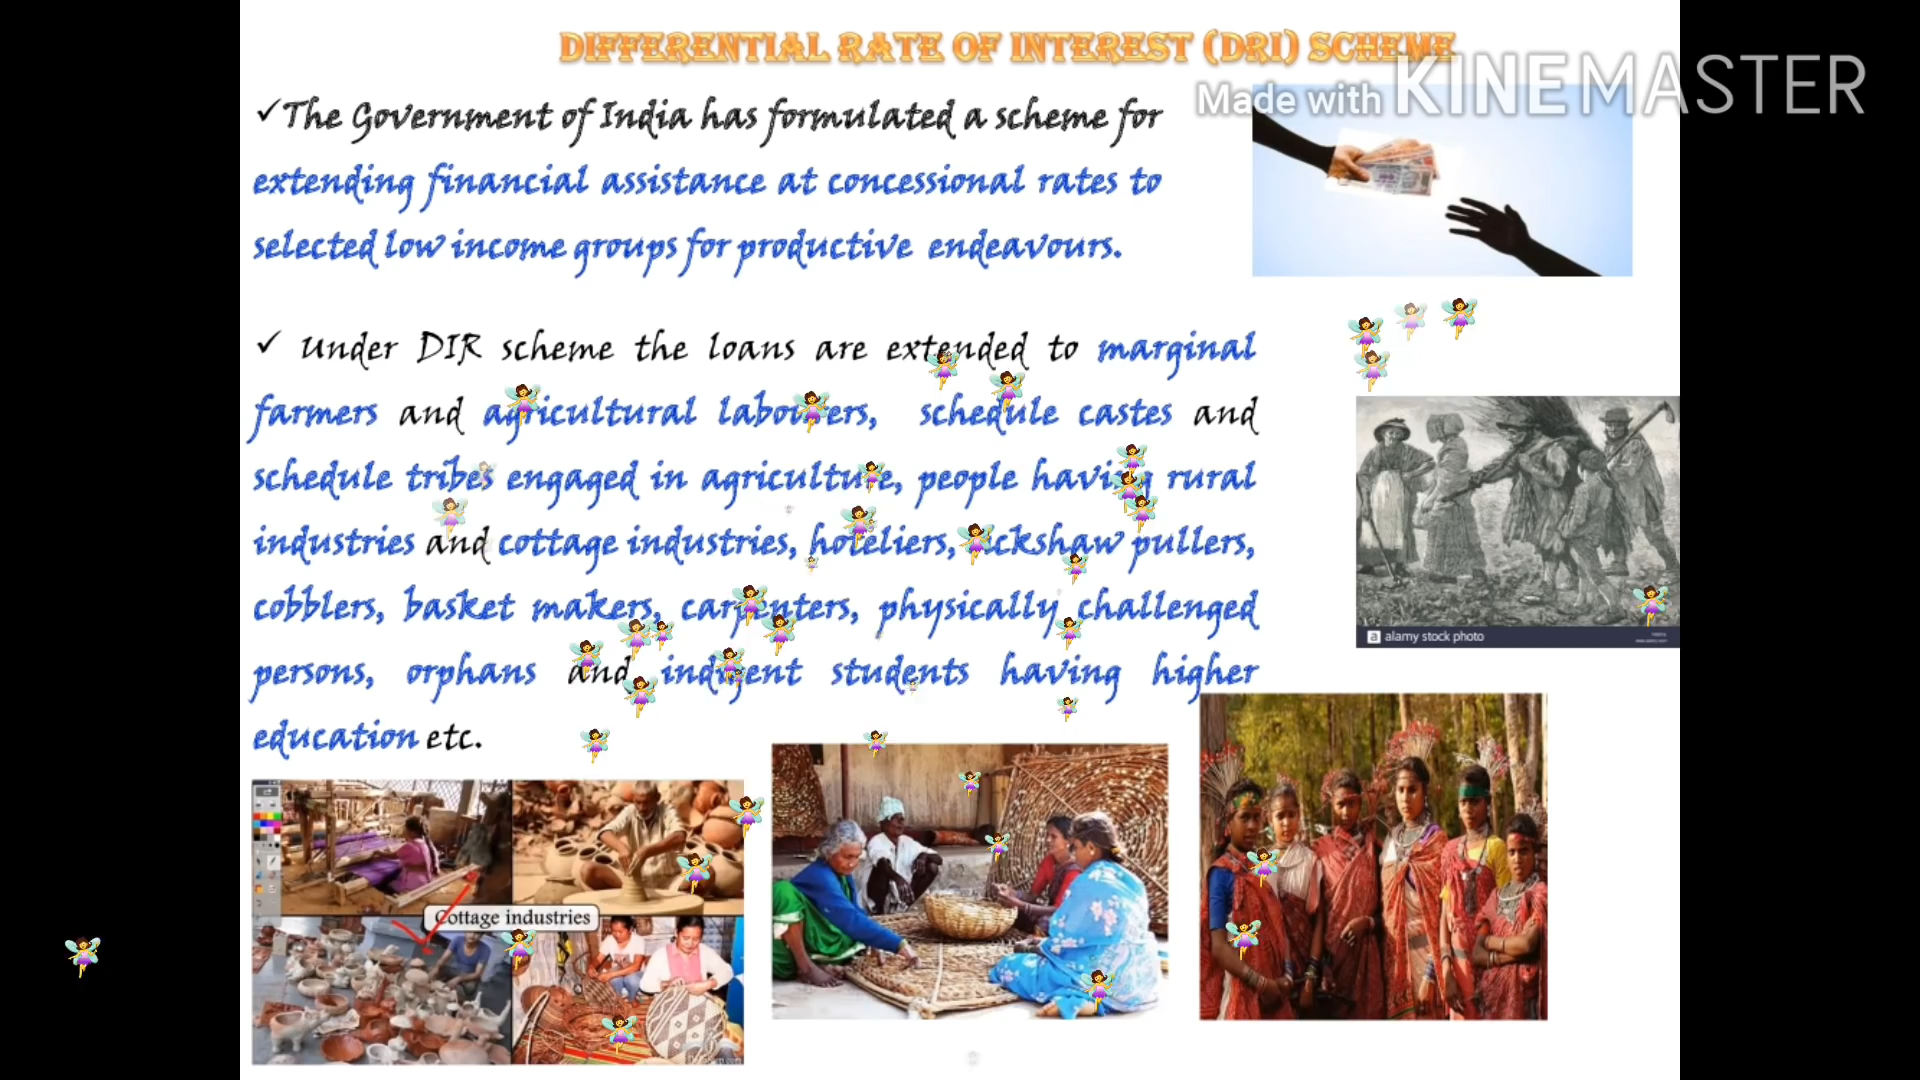 DIFFERENTIAL RATE OF INTEREST (DRI) SCHEME
Made with KINEMASTER
✓The Government of India has formulated a scheme for
extending financial assistance at concessional rates to
selected low income groups for productive endeavours.
✓ Under DIR scheme the loans are extended to marginal
farmers and agricultural labourers, schedule castes and
schedule tribes engaged in agriculture, people having rural
industries and cottage industries, hoteliers, rickshaw pullers,
cobblers, basket makers, carpenters, physically challenged
persons, orphans and indigent students having higher
education etc.
a alamy stock photo
Cottage industries